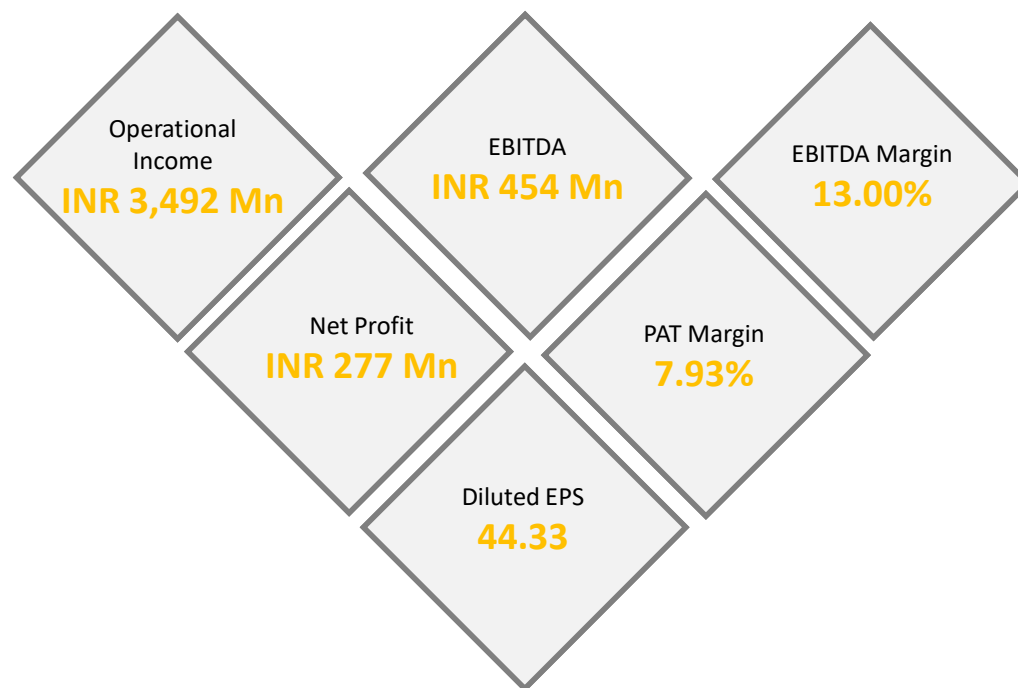 Operational
Income
INR 3,492 Mn
EBITDA
INR 454 Mn
EBITDA Margin
13.00%
Net Profit
INR 277 Mn
PAT Margin
7.93%
Diluted EPS
44.33